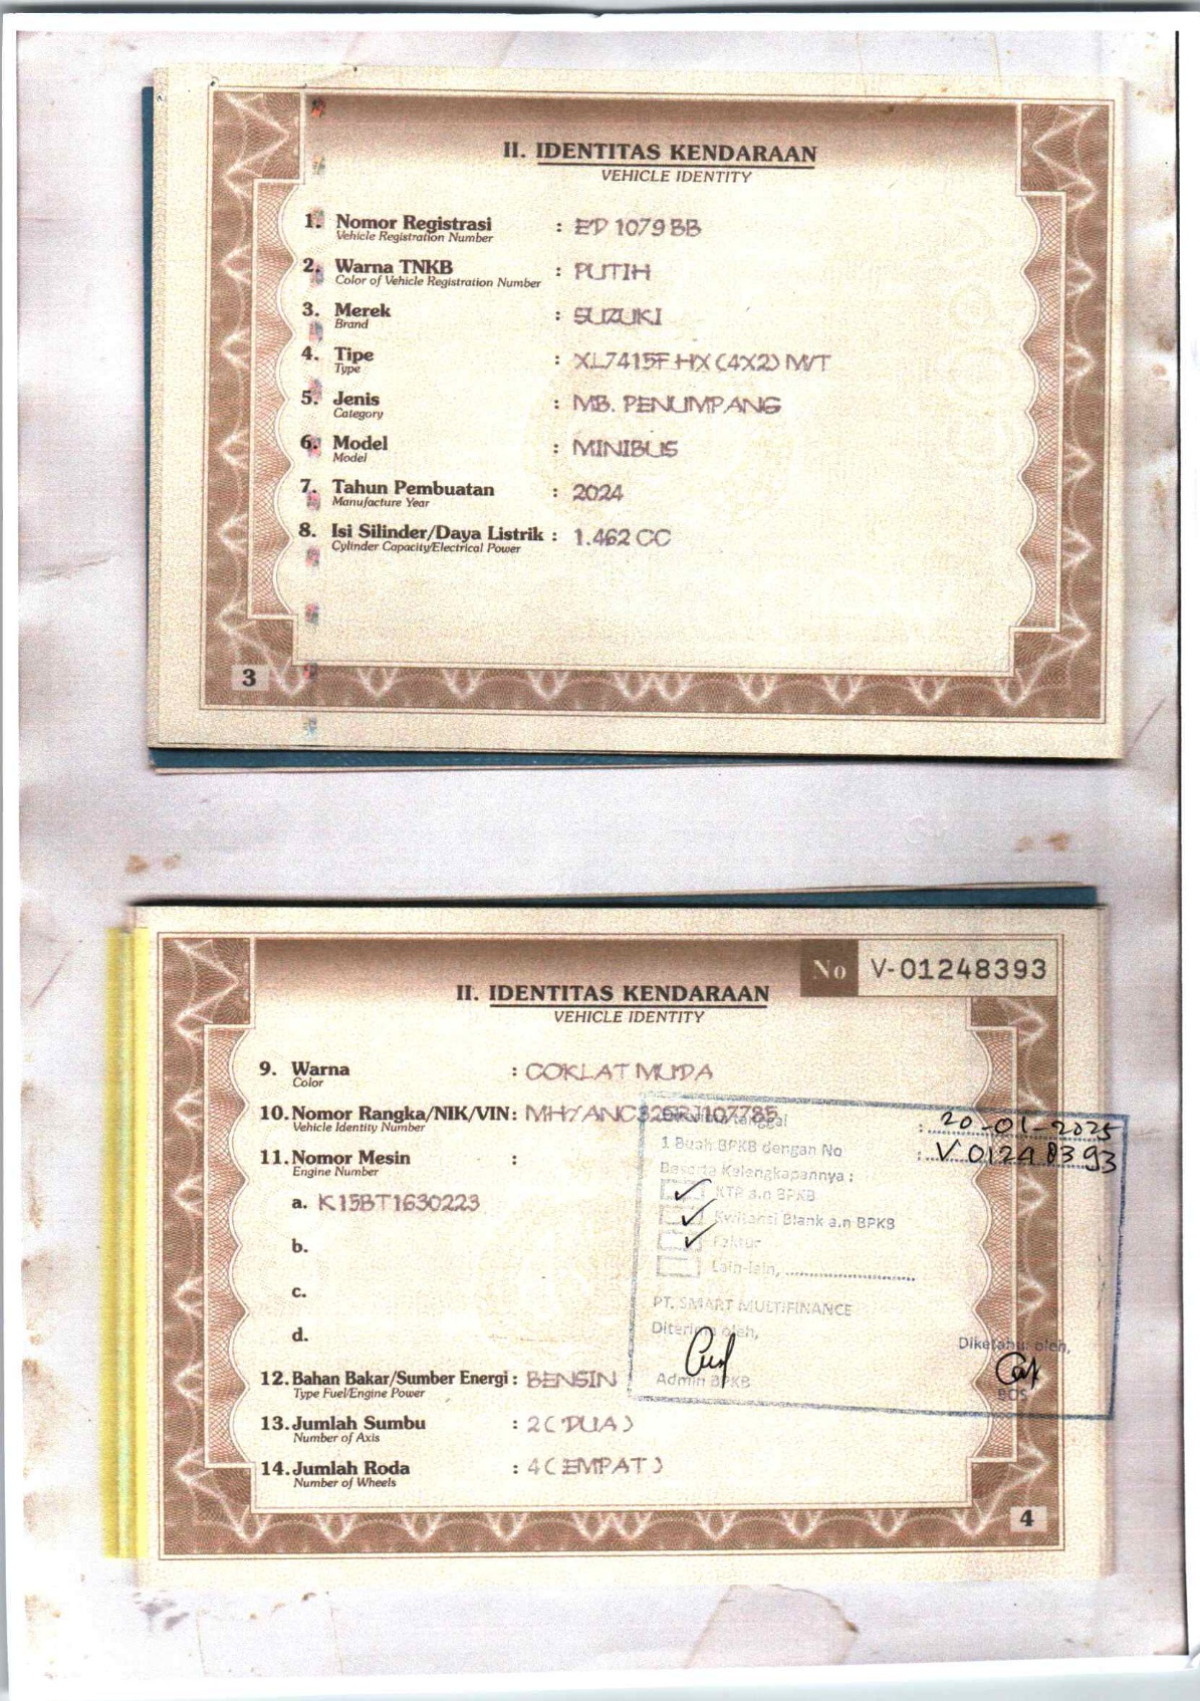 II. IDENTITAS KENDARAAN
VEHICLE IDENTITY
1. Nomor Registrasi : ED 1079 BB
Vehicle Registration Number
2. Warna TNKB : PUTIH
Color of Vehicle Registration Number
3. Merek : SUZUKI
Brand
4. Tipe : XL7415F HX (4X2) M/T
Type
5. Jenis : MB. PENUMPANG
Category
6. Model : MINIBUS
Model
7. Tahun Pembuatan : 2024
Manufacture Year
8. Isi Silinder/Daya Listrik : 1.462 CC
Cylinder Capacity/Electrical Power
3
No V-01248393
II. IDENTITAS KENDARAAN
VEHICLE IDENTITY
9. Warna : COKLAT MUDA
Color
10. Nomor Rangka/NIK/VIN :
Vehicle Identity Number
11. Nomor Mesin :
Engine Number
a. K15BT1630223
b.
c.
d.
12. Bahan Bakar/Sumber Energi : BENSIN
Type Fuel/Engine Power
13. Jumlah Sumbu : 2 ( DUA )
Number of Axis
14. Jumlah Roda : 4 ( EMPAT )
Number of Wheels
tanggal : 20-01-2025
1 Buah BPKB dengan No : V 01248393
Beserta Kelengkapannya :
KTP a.n BPKB
Kwitansi Blank a.n BPKB
Faktur
Lain-lain, ..............................
PT. SMART MULTIFINANCE
Diterima oleh,
Diketahui oleh,
Admin BPKB
BOS
4